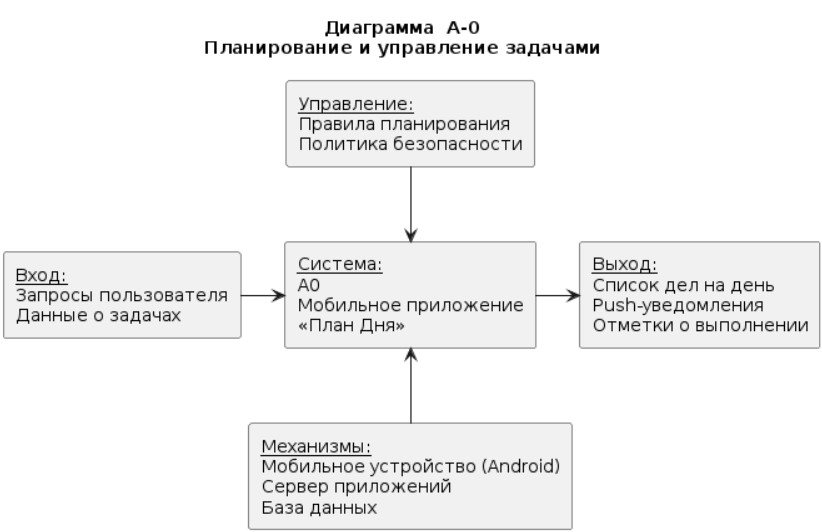 Диаграмма  А-0
Планирование и управление задачами
Управление:
Правила планирования
Политика безопасности
Вход:
Запросы пользователя
Данные о задачах
Система:
А0
Мобильное приложение
«План Дня»
Выход:
Список дел на день
Push-уведомления
Отметки о выполнении
Механизмы:
Мобильное устройство (Android)
Сервер приложений
База данных